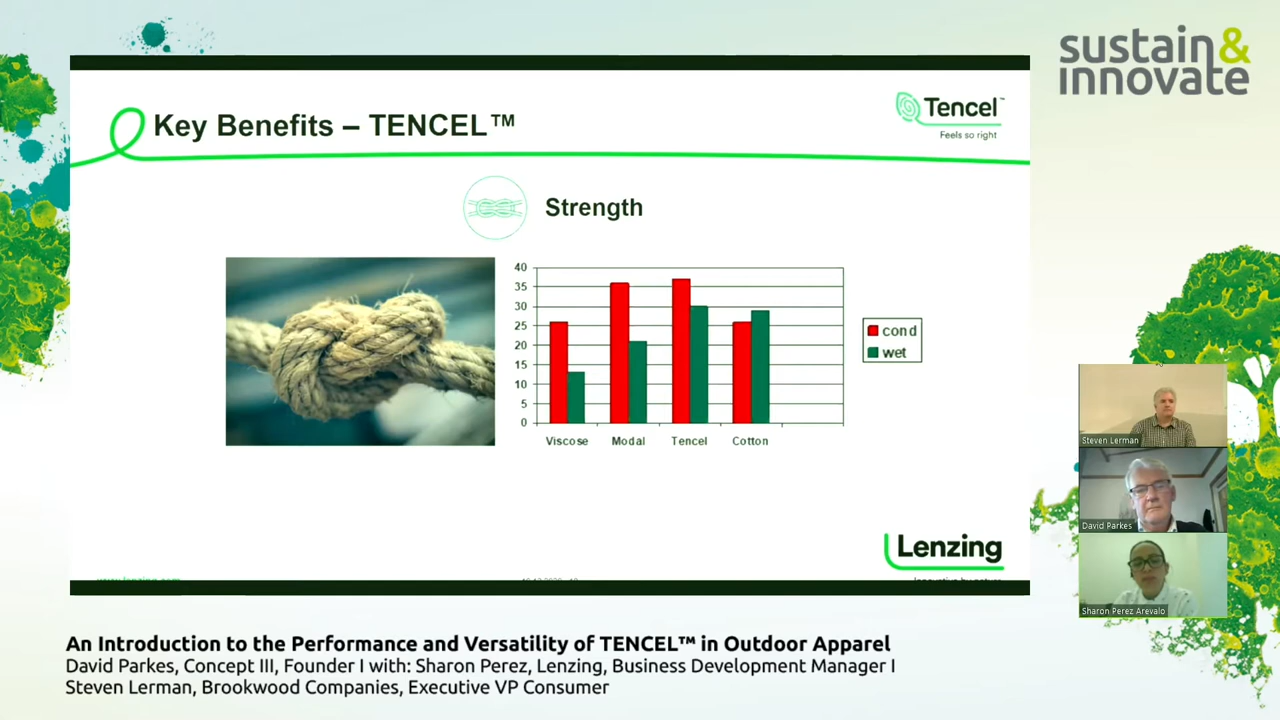 sustain&
innovate
Key Benefits – TENCEL™
Tencel™
Feels so right
Strength
40
35
30
25
20
15
10
5
0
Viscose
Modal
Tencel
Cotton
cond
wet
Steven Lerman
David Parkes
Sharon Perez Arevalo
Lenzing
www.lenzing.com
An Introduction to the Performance and Versatility of TENCEL™ in Outdoor Apparel
David Parkes, Concept III, Founder I with: Sharon Perez, Lenzing, Business Development Manager I
Steven Lerman, Brookwood Companies, Executive VP Consumer